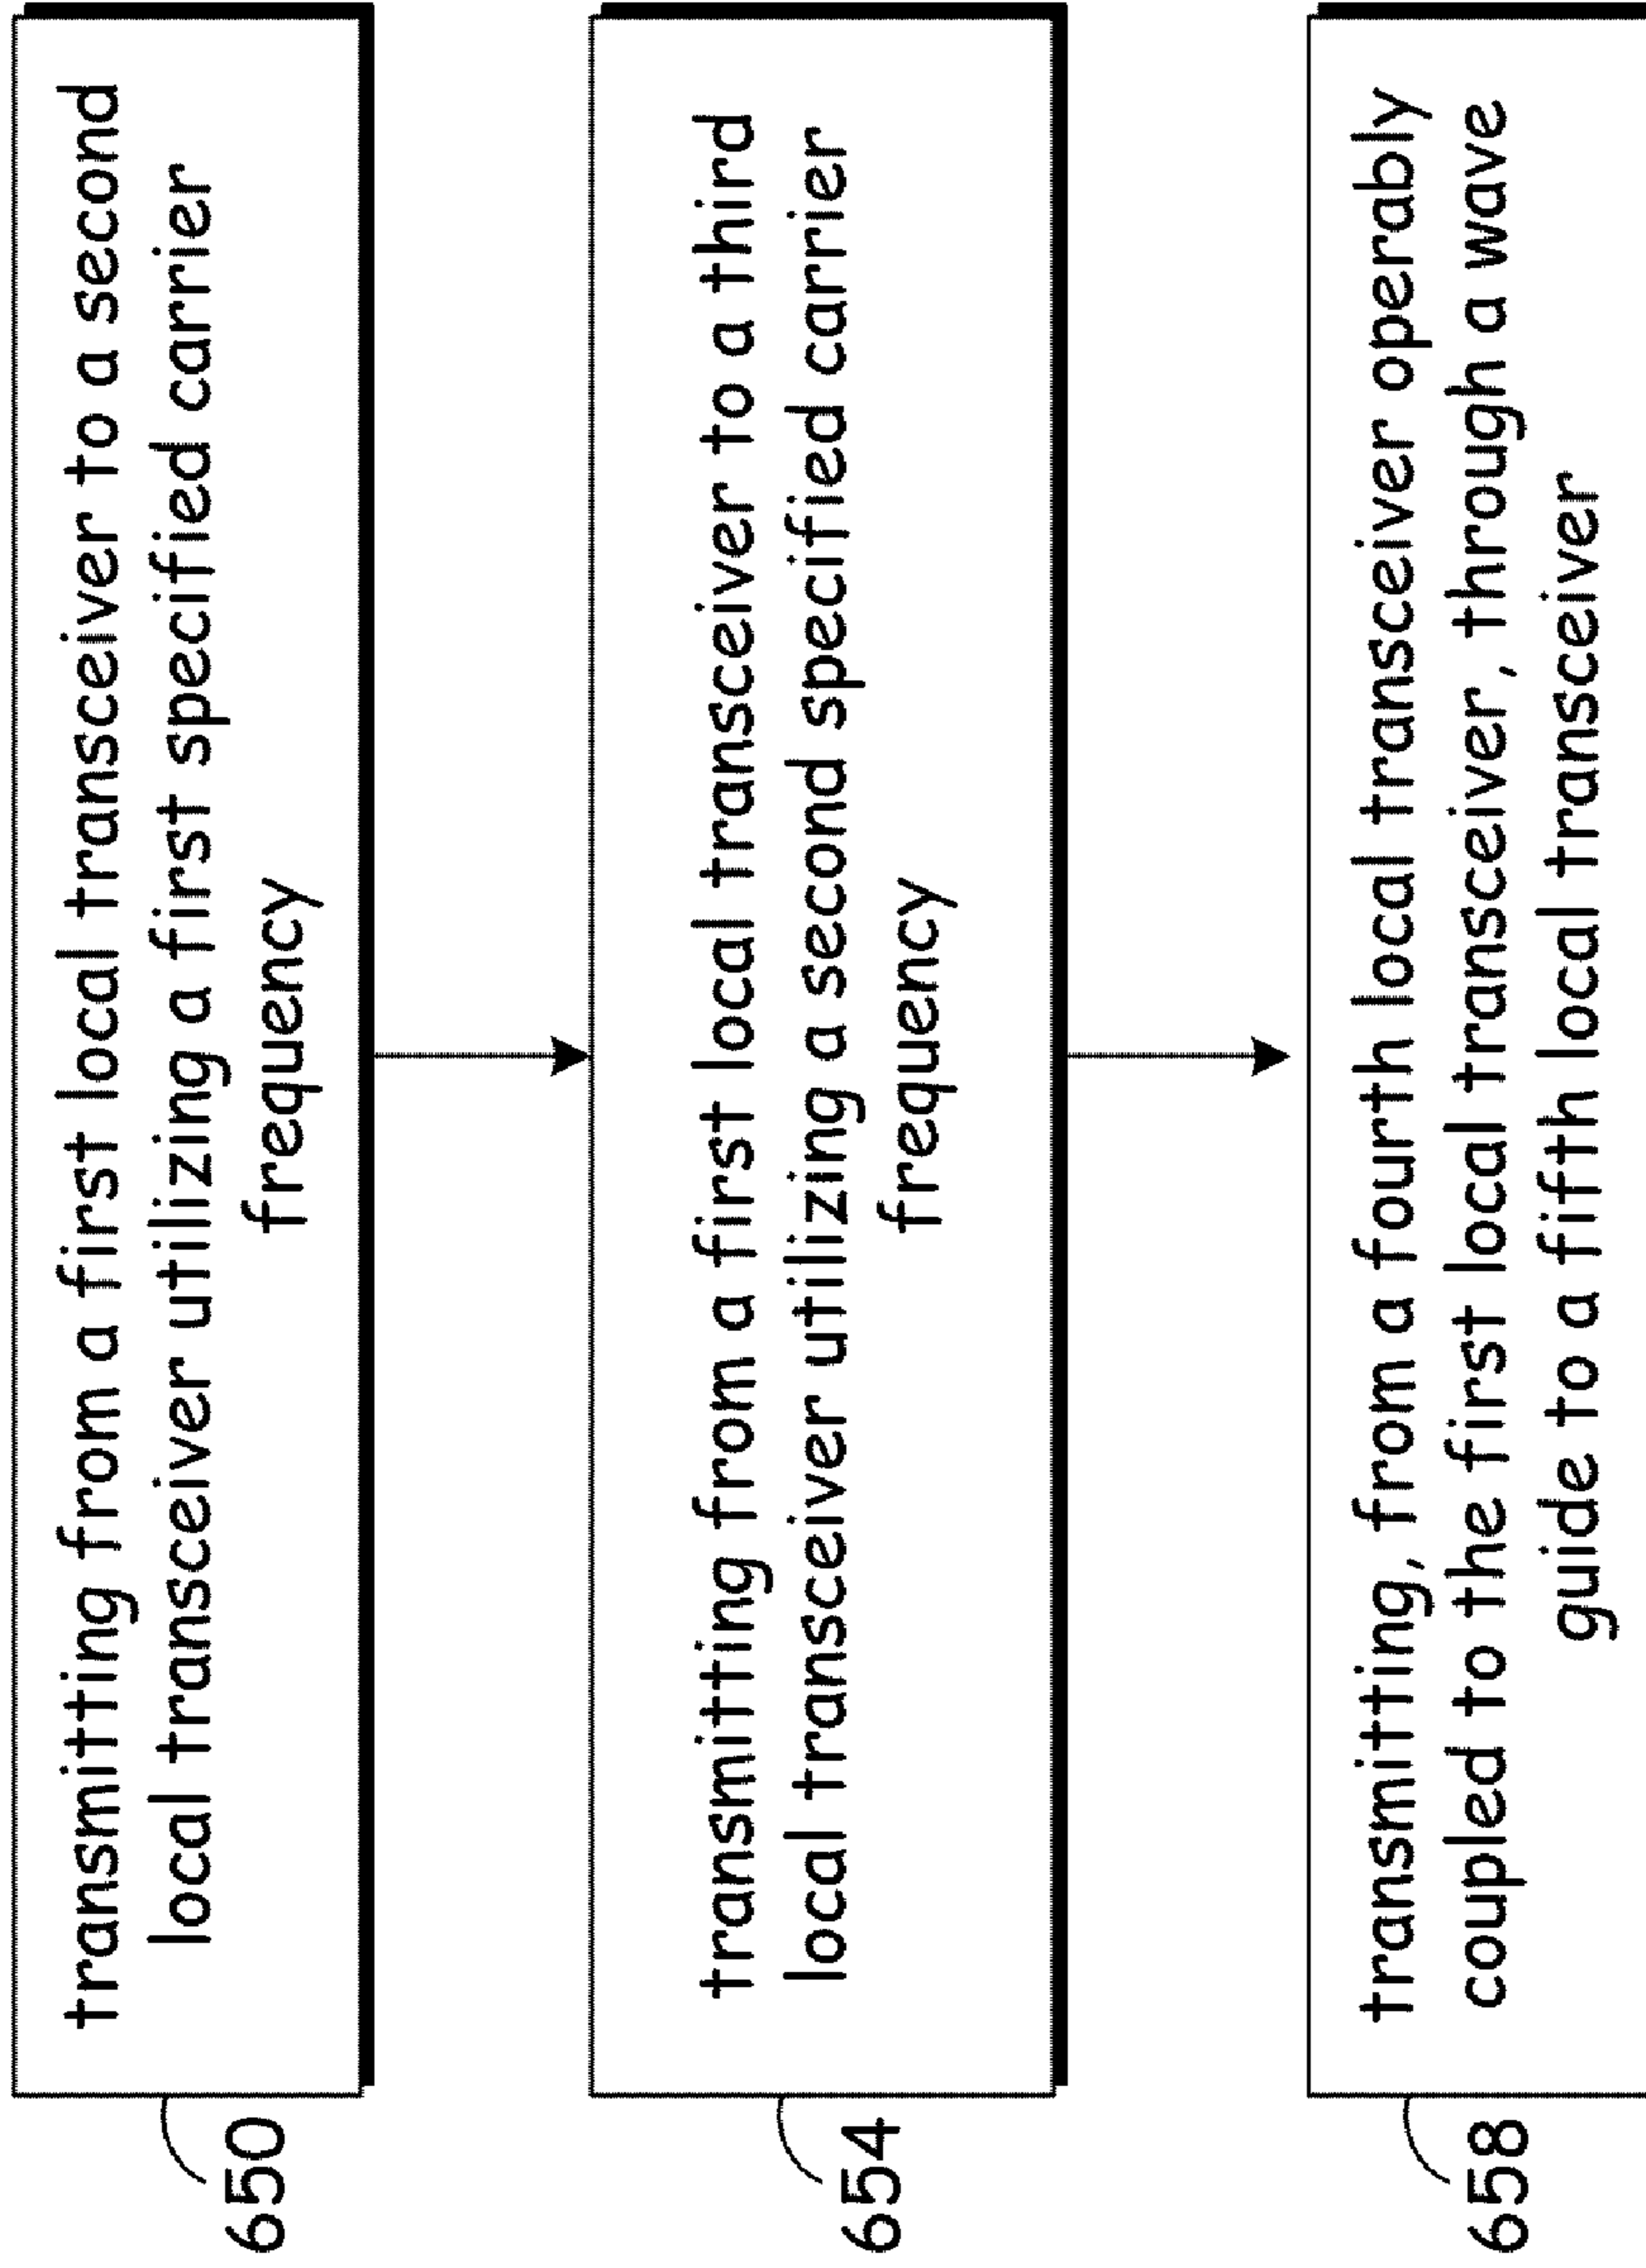 transmitting from a first local transceiver to a second
local transceiver utilizing a first specified carrier
frequency
650
transmitting from a first local transceiver to a third
local transceiver utilizing a second specified carrier
frequency
654
transmitting, from a fourth local transceiver operably
coupled to the first local transceiver, through a wave
guide to a fifth local transceiver
658